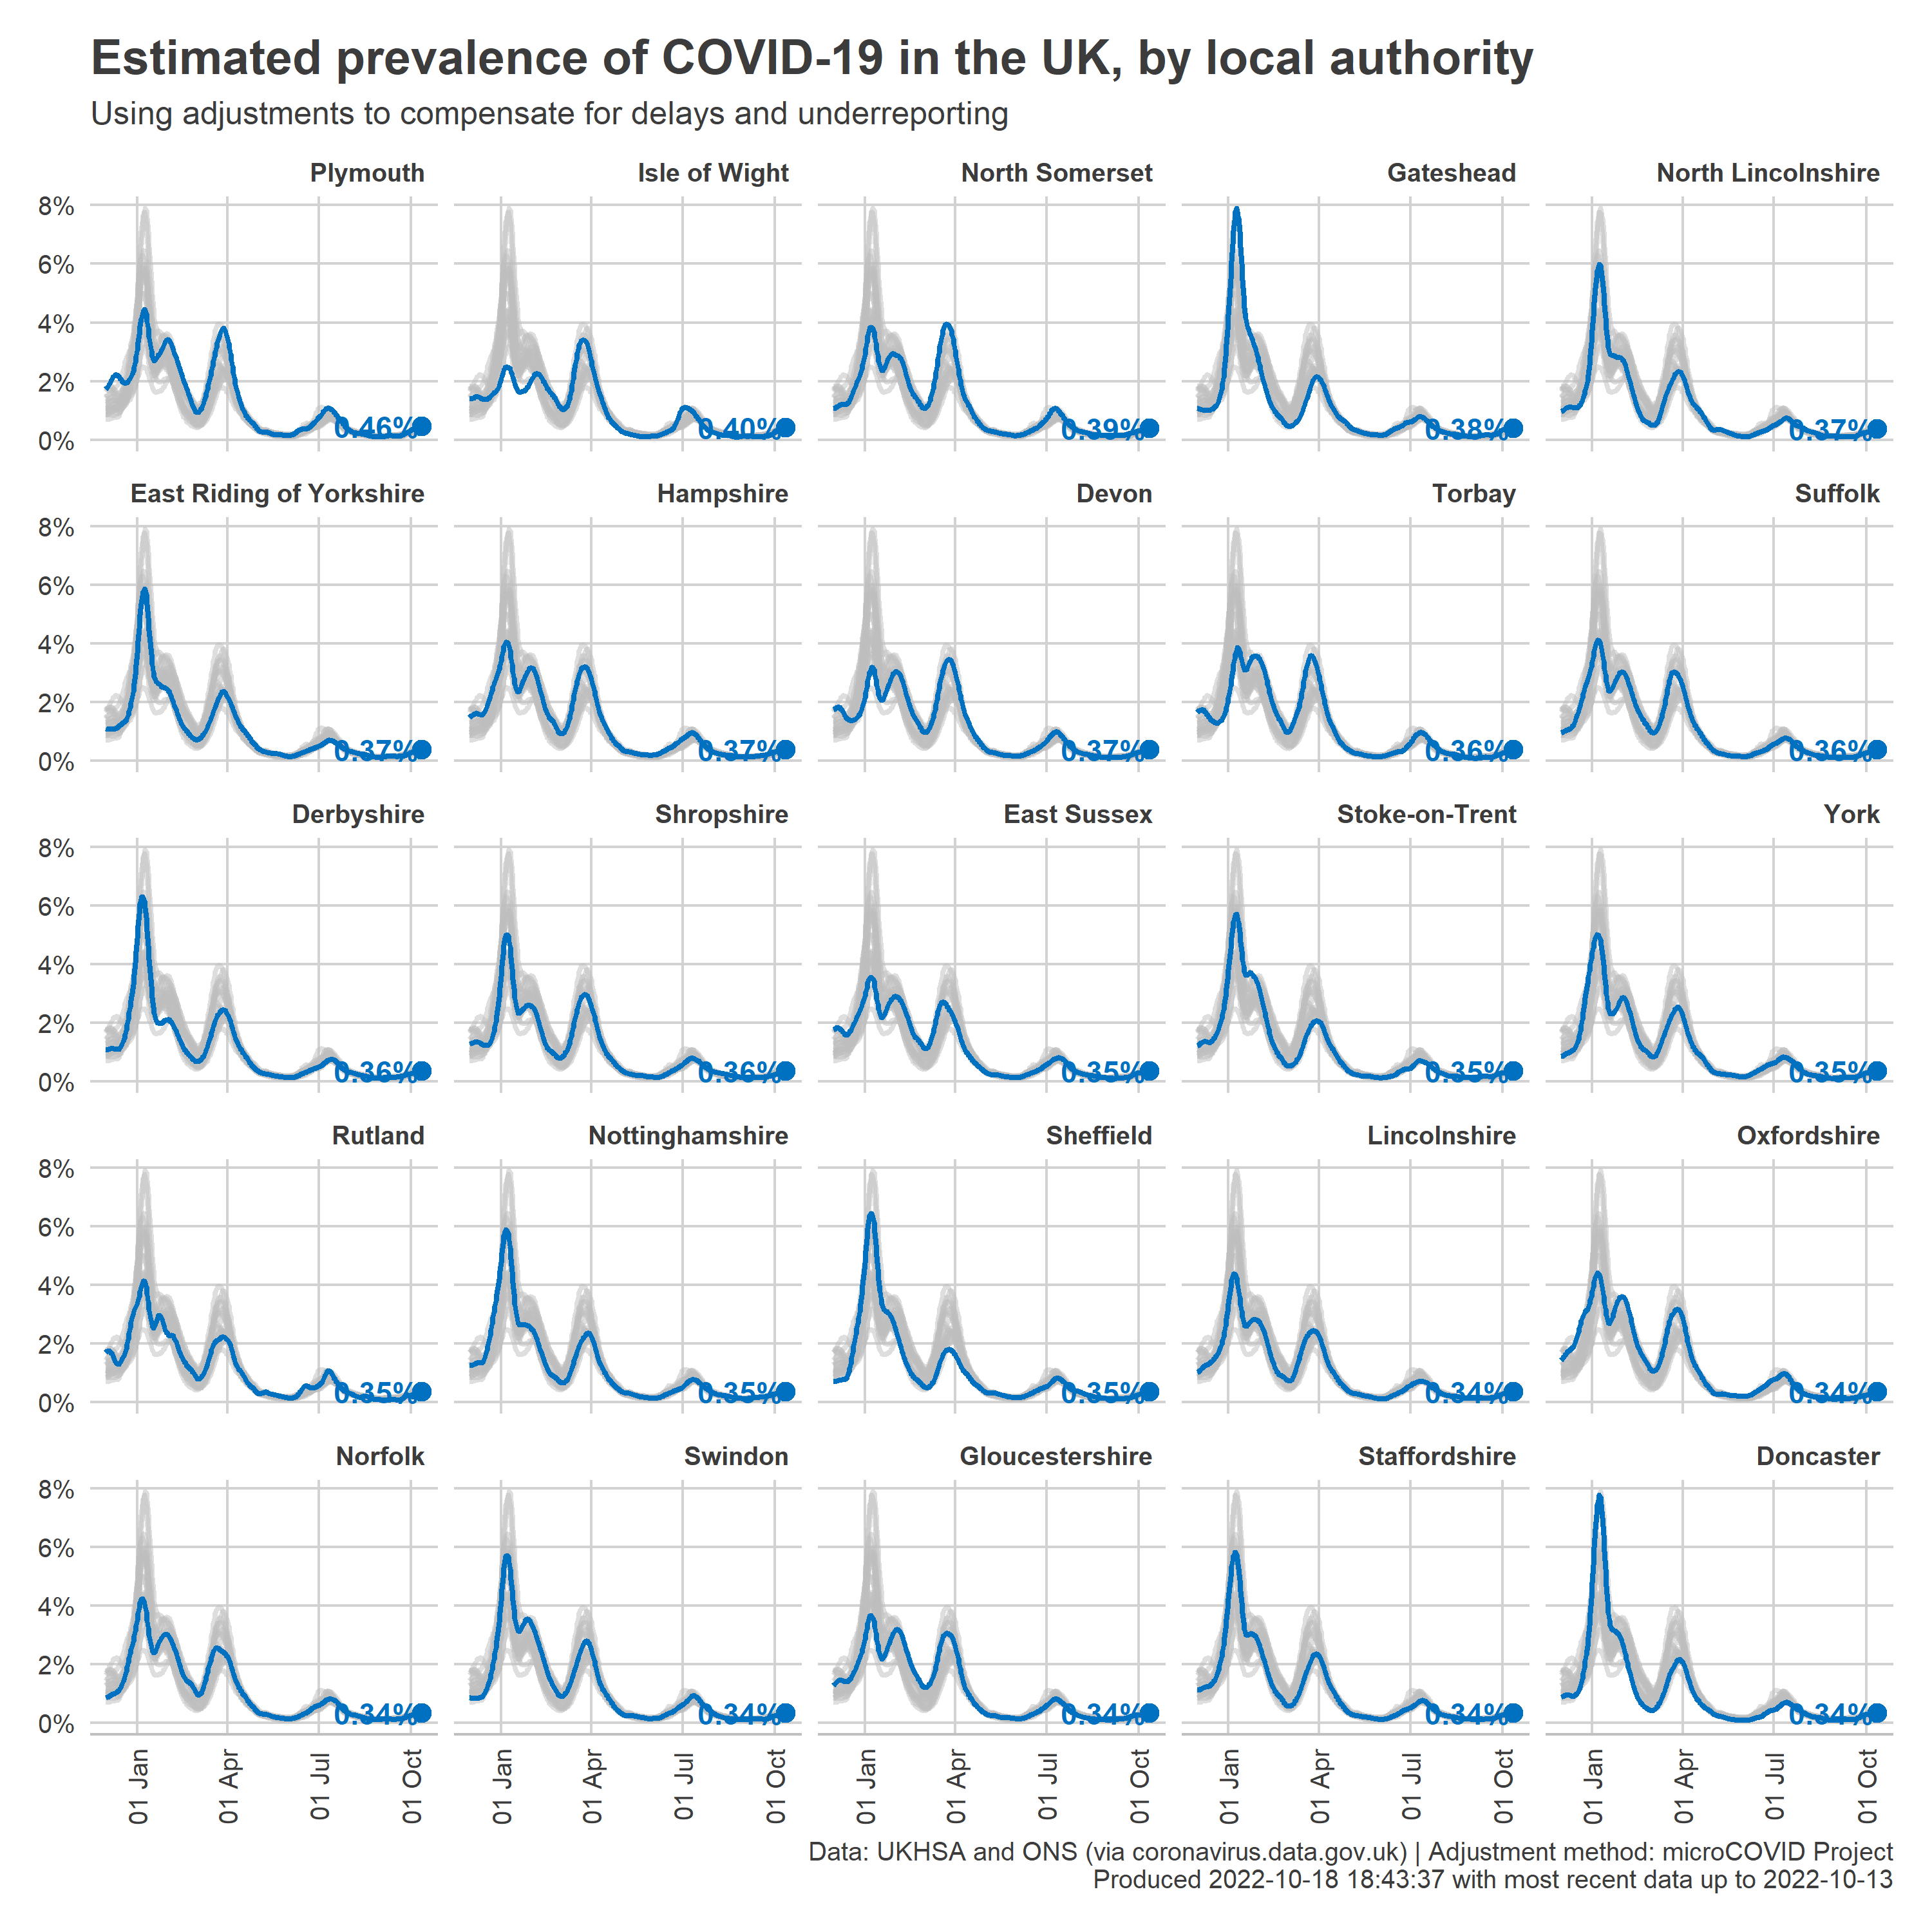 Estimated prevalence of COVID-19 in the UK, by local authority
Using adjustments to compensate for delays and underreporting
Plymouth Isle of Wight North Somerset Gateshead North Lincolnshire
8%
6%
4%
2%
0%
0.46% 0.40% 0.39% 0.38% 0.37%
East Riding of Yorkshire Hampshire Devon Torbay Suffolk
8%
6%
4%
2%
0%
0.37% 0.37% 0.37% 0.36% 0.36%
Derbyshire Shropshire East Sussex Stoke-on-Trent York
8%
6%
4%
2%
0%
0.36% 0.36% 0.35% 0.35% 0.35%
Rutland Nottinghamshire Sheffield Lincolnshire Oxfordshire
8%
6%
4%
2%
0%
0.35% 0.35% 0.35% 0.34% 0.34%
Norfolk Swindon Gloucestershire Staffordshire Doncaster
8%
6%
4%
2%
0%
0.34% 0.34% 0.34% 0.34% 0.34%
01 Jan 01 Apr 01 Jul 01 Oct 01 Jan 01 Apr 01 Jul 01 Oct 01 Jan 01 Apr 01 Jul 01 Oct 01 Jan 01 Apr 01 Jul 01 Oct 01 Jan 01 Apr 01 Jul 01 Oct
Data: UKHSA and ONS (via coronavirus.data.gov.uk) | Adjustment method: microCOVID Project
Produced 2022-10-18 18:43:37 with most recent data up to 2022-10-13